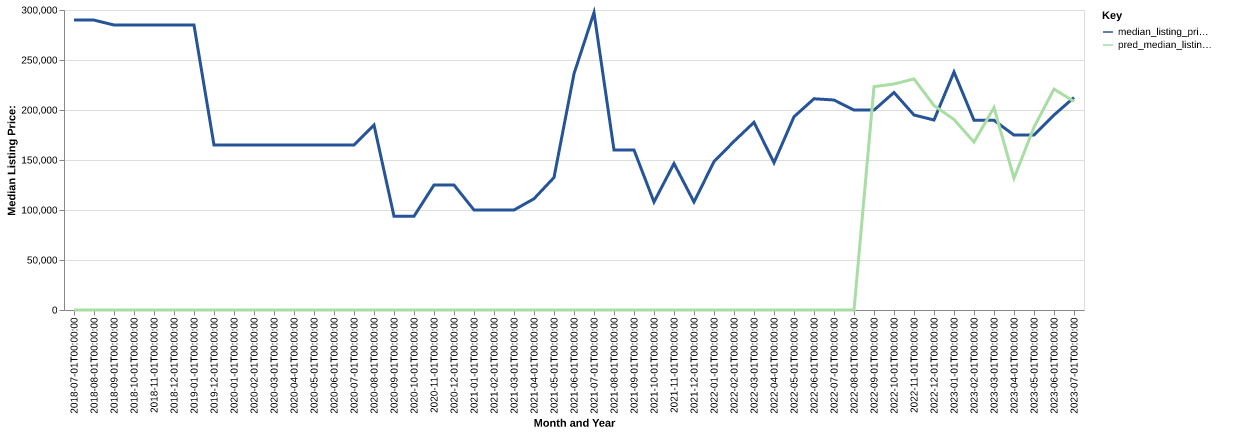 300,000
250,000
200,000
150,000
100,000
50,000
0
Median Listing Price:
2018-07-01T00:00:00
2018-08-01T00:00:00
2018-09-01T00:00:00
2018-10-01T00:00:00
2018-11-01T00:00:00
2018-12-01T00:00:00
2019-01-01T00:00:00
2019-12-01T00:00:00
2020-01-01T00:00:00
2020-02-01T00:00:00
2020-03-01T00:00:00
2020-04-01T00:00:00
2020-05-01T00:00:00
2020-06-01T00:00:00
2020-07-01T00:00:00
2020-08-01T00:00:00
2020-09-01T00:00:00
2020-10-01T00:00:00
2020-11-01T00:00:00
2020-12-01T00:00:00
2021-01-01T00:00:00
2021-02-01T00:00:00
2021-03-01T00:00:00
2021-04-01T00:00:00
2021-05-01T00:00:00
2021-06-01T00:00:00
2021-07-01T00:00:00
2021-08-01T00:00:00
2021-09-01T00:00:00
2021-10-01T00:00:00
2021-11-01T00:00:00
2021-12-01T00:00:00
2022-01-01T00:00:00
2022-02-01T00:00:00
2022-03-01T00:00:00
2022-04-01T00:00:00
2022-05-01T00:00:00
2022-06-01T00:00:00
2022-07-01T00:00:00
2022-08-01T00:00:00
2022-09-01T00:00:00
2022-10-01T00:00:00
2022-11-01T00:00:00
2022-12-01T00:00:00
2023-01-01T00:00:00
2023-02-01T00:00:00
2023-03-01T00:00:00
2023-04-01T00:00:00
2023-05-01T00:00:00
2023-06-01T00:00:00
2023-07-01T00:00:00
Month and Year
Key
median_listing_pri…
pred_median_listin…